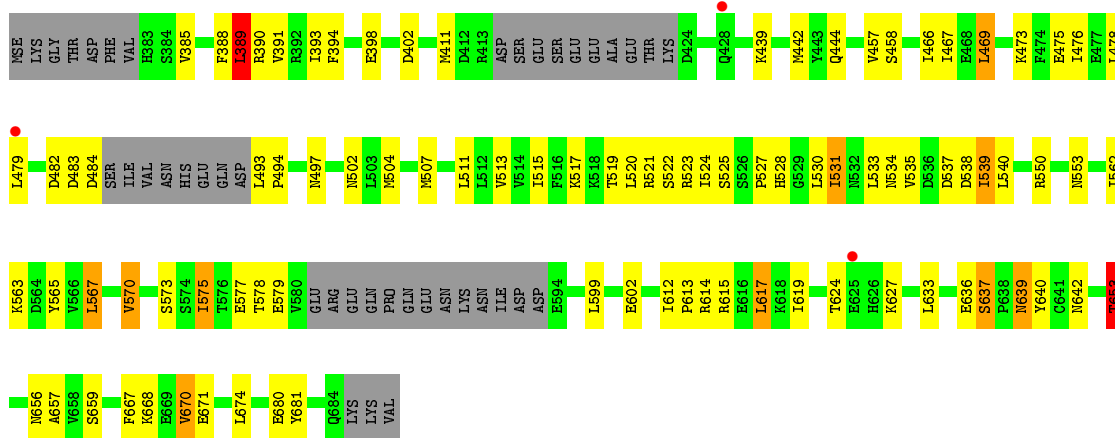 MSE LYS GLY THR ASP PHE VAL H383 S384 V385 F388 L389 R390 V391 R392 I393 F394 E398 D402 M411 D412 R413 ASP SER GLU SER GLU GLU ALA GLU THR LYS D424 Q428 K439 M442 Y443 Q444 V457 S458 I466 I467 E468 L469 K473 F474 E475 I476 E477 L478
L479 D482 D483 D484 SER ILE VAL ASN HIS GLU GLN ASP L493 P494 N497 N502 L503 M504 M507 L511 L512 V513 V514 I515 F516 K517 K518 T519 L520 R521 S522 R523 I524 S525 S526 P527 H528 G529 L530 I531 N532 L533 N534 V535 D536 D537 D538 I539 L540 R550 N553 I562
K563 D564 Y565 V566 L567 V570 S573 S574 I575 T576 E577 T578 E579 V580 GLU ARG GLU GLN PRO GLN GLU ASN LYS ASN ILE ASP ASP E594 L599 E602 I612 P613 R614 R615 E616 L617 K618 I619 T624 E625 H626 K627 L633 E636 S637 P638 N639 Y640 C641 N642 T653
N656 A657 V658 S659 F667 K668 E669 V670 E671 L674 E680 Y681 Q684 LYS LYS VAL